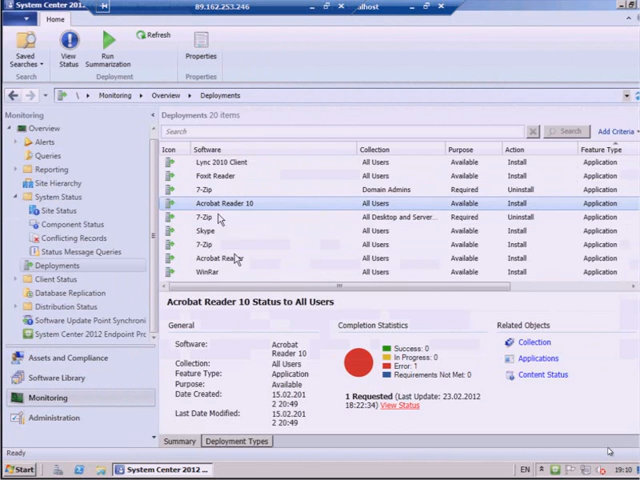 System Center 2012
89.162.253.246
alhost
Home
Saved
Searches
View
Status
Run
Summarization
Refresh
Properties
Search
Deployment
Properties
\ Monitoring Overview Deployments
Monitoring
Overview
Alerts
Queries
Reporting
Site Hierarchy
System Status
Site Status
Component Status
Conflicting Records
Status Message Queries
Deployments
Client Status
Database Replication
Distribution Status
Software Update Point Synchroni
System Center 2012 Endpoint Pro
Assets and Compliance
Software Library
Monitoring
Administration
Deployments 20 items
Search
Search
Add Criteria
Icon Software Collection Purpose Action Feature Type
Lync 2010 Client All Users Available Install Application
Foxit Reader All Users Available Install Application
7-Zip Domain Admins Required Uninstall Application
Acrobat Reader 10 All Users Available Install Application
7-Zip All Desktop and Server... Required Uninstall Application
Skype All Users Available Install Application
7-Zip All Users Available Install Application
Acrobat Reader All Users Available Install Application
WinRar All Users Available Install Application
Acrobat Reader 10 Status to All Users
General
Software: Acrobat
Reader 10
Collection: All Users
Feature Type: Application
Purpose: Available
Date Created: 15.02.201
2 20:49
Last Date Modified: 15.02.201
2 20:49
Completion Statistics
Success: 0
In Progress: 0
Error: 1
Requirements Not Met: 0
1 Requested (Last Update: 23.02.2012
18:22:34) View Status
Related Objects
Collection
Applications
Content Status
Summary
Deployment Types
Ready
Start
System Center 2012 ...
EN
19:10